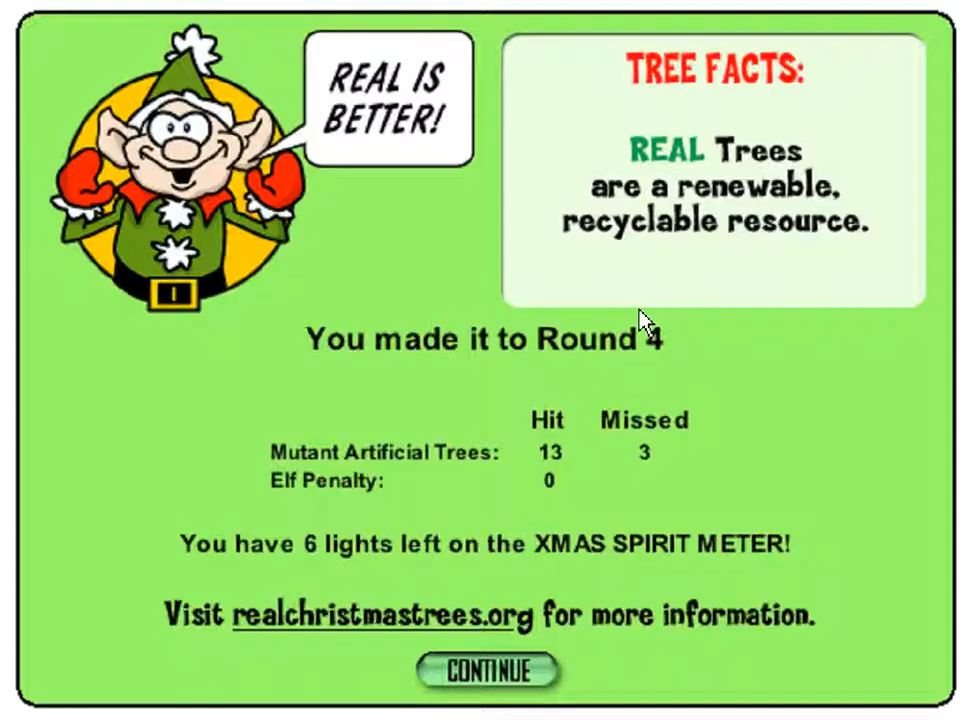 REAL IS
BETTER!
TREE FACTS:
REAL Trees
are a renewable,
recyclable resource.
You made it to Round 4
Hit Missed
Mutant Artificial Trees: 13 3
Elf Penalty: 0
You have 6 lights left on the XMAS SPIRIT METER!
Visit realchristmastrees.org for more information.
CONTINUE